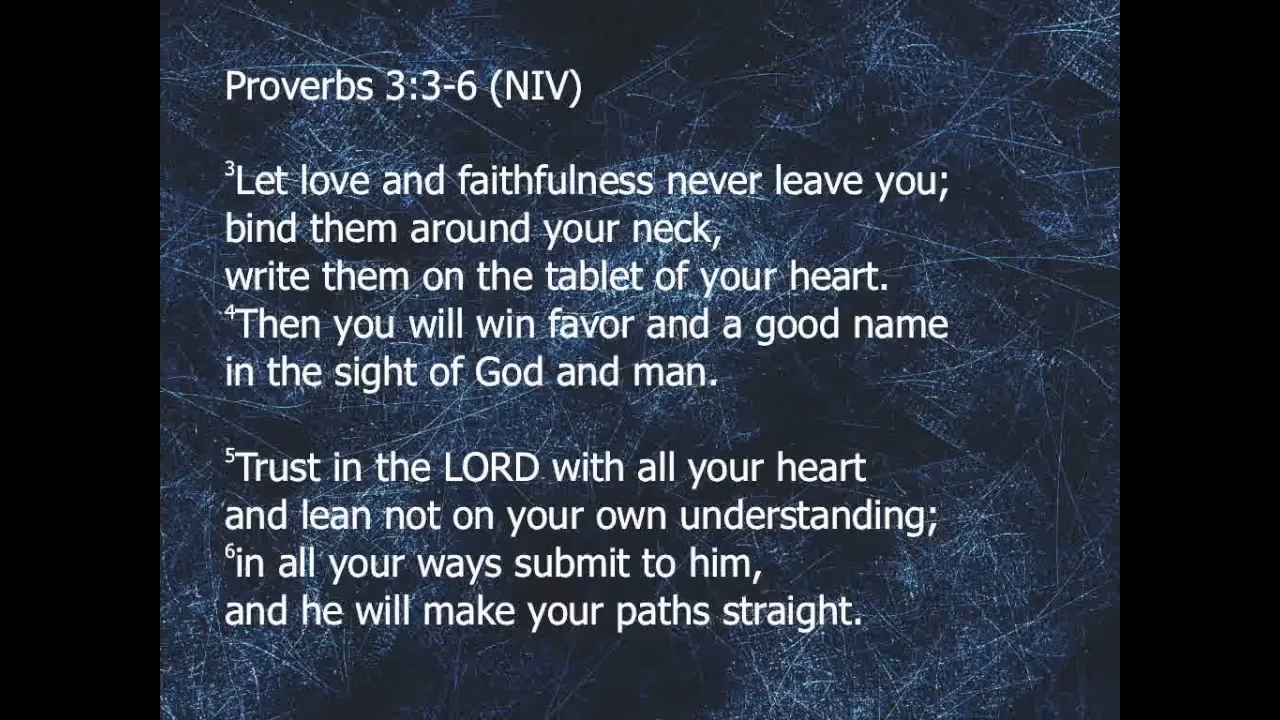 Proverbs 3:3-6 (NIV)
³Let love and faithfulness never leave you;
bind them around your neck,
write them on the tablet of your heart.
⁴Then you will win favor and a good name
in the sight of God and man.
⁵Trust in the LORD with all your heart
and lean not on your own understanding;
⁶in all your ways submit to him,
and he will make your paths straight.